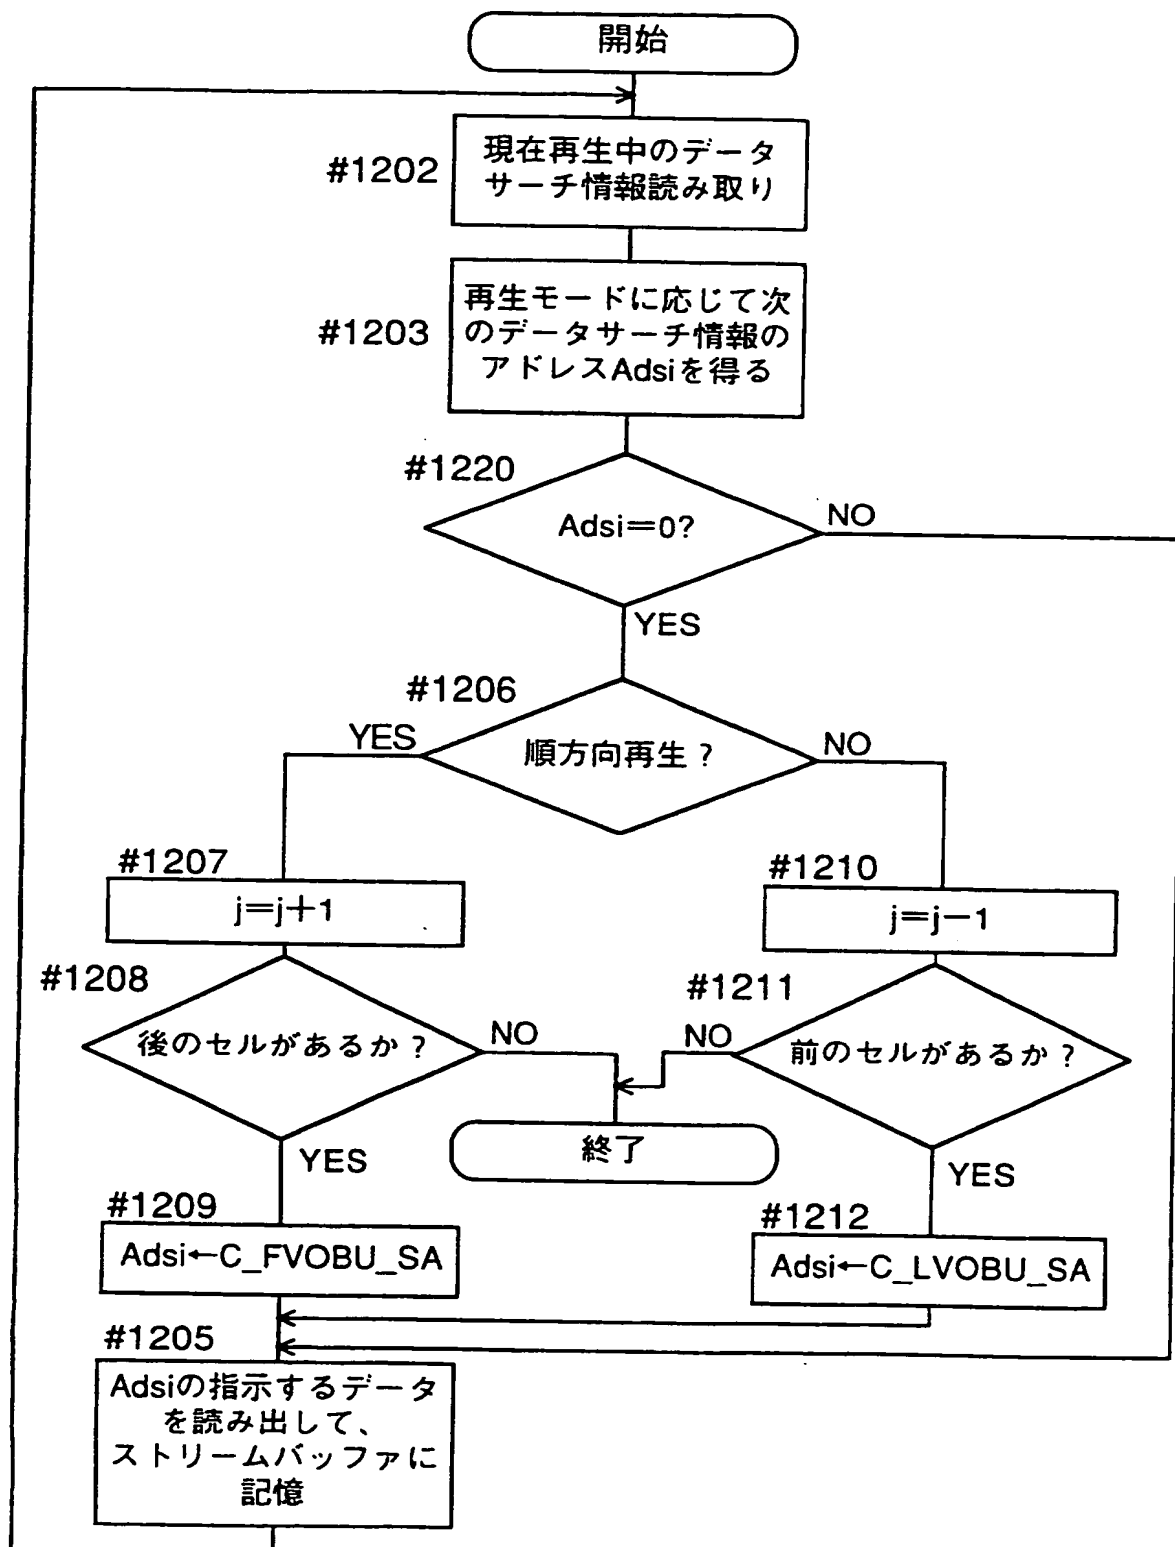 開始
#1202
現在再生中のデータ
サーチ情報読み取り
#1203
再生モードに応じて次
のデータサーチ情報の
アドレスAdsiを得る
#1220
Adsi=0?
NO
YES
#1206
順方向再生?
YES
NO
#1207
j=j+1
#1210
j=j-1
#1208
後のセルがあるか?
NO
#1211
前のセルがあるか?
NO
終了
YES
YES
#1209
Adsi←C_FVOBU_SA
#1212
Adsi←C_LVOBU_SA
#1205
Adsiの指示するデータ
を読み出して、
ストリームバッファに
記憶